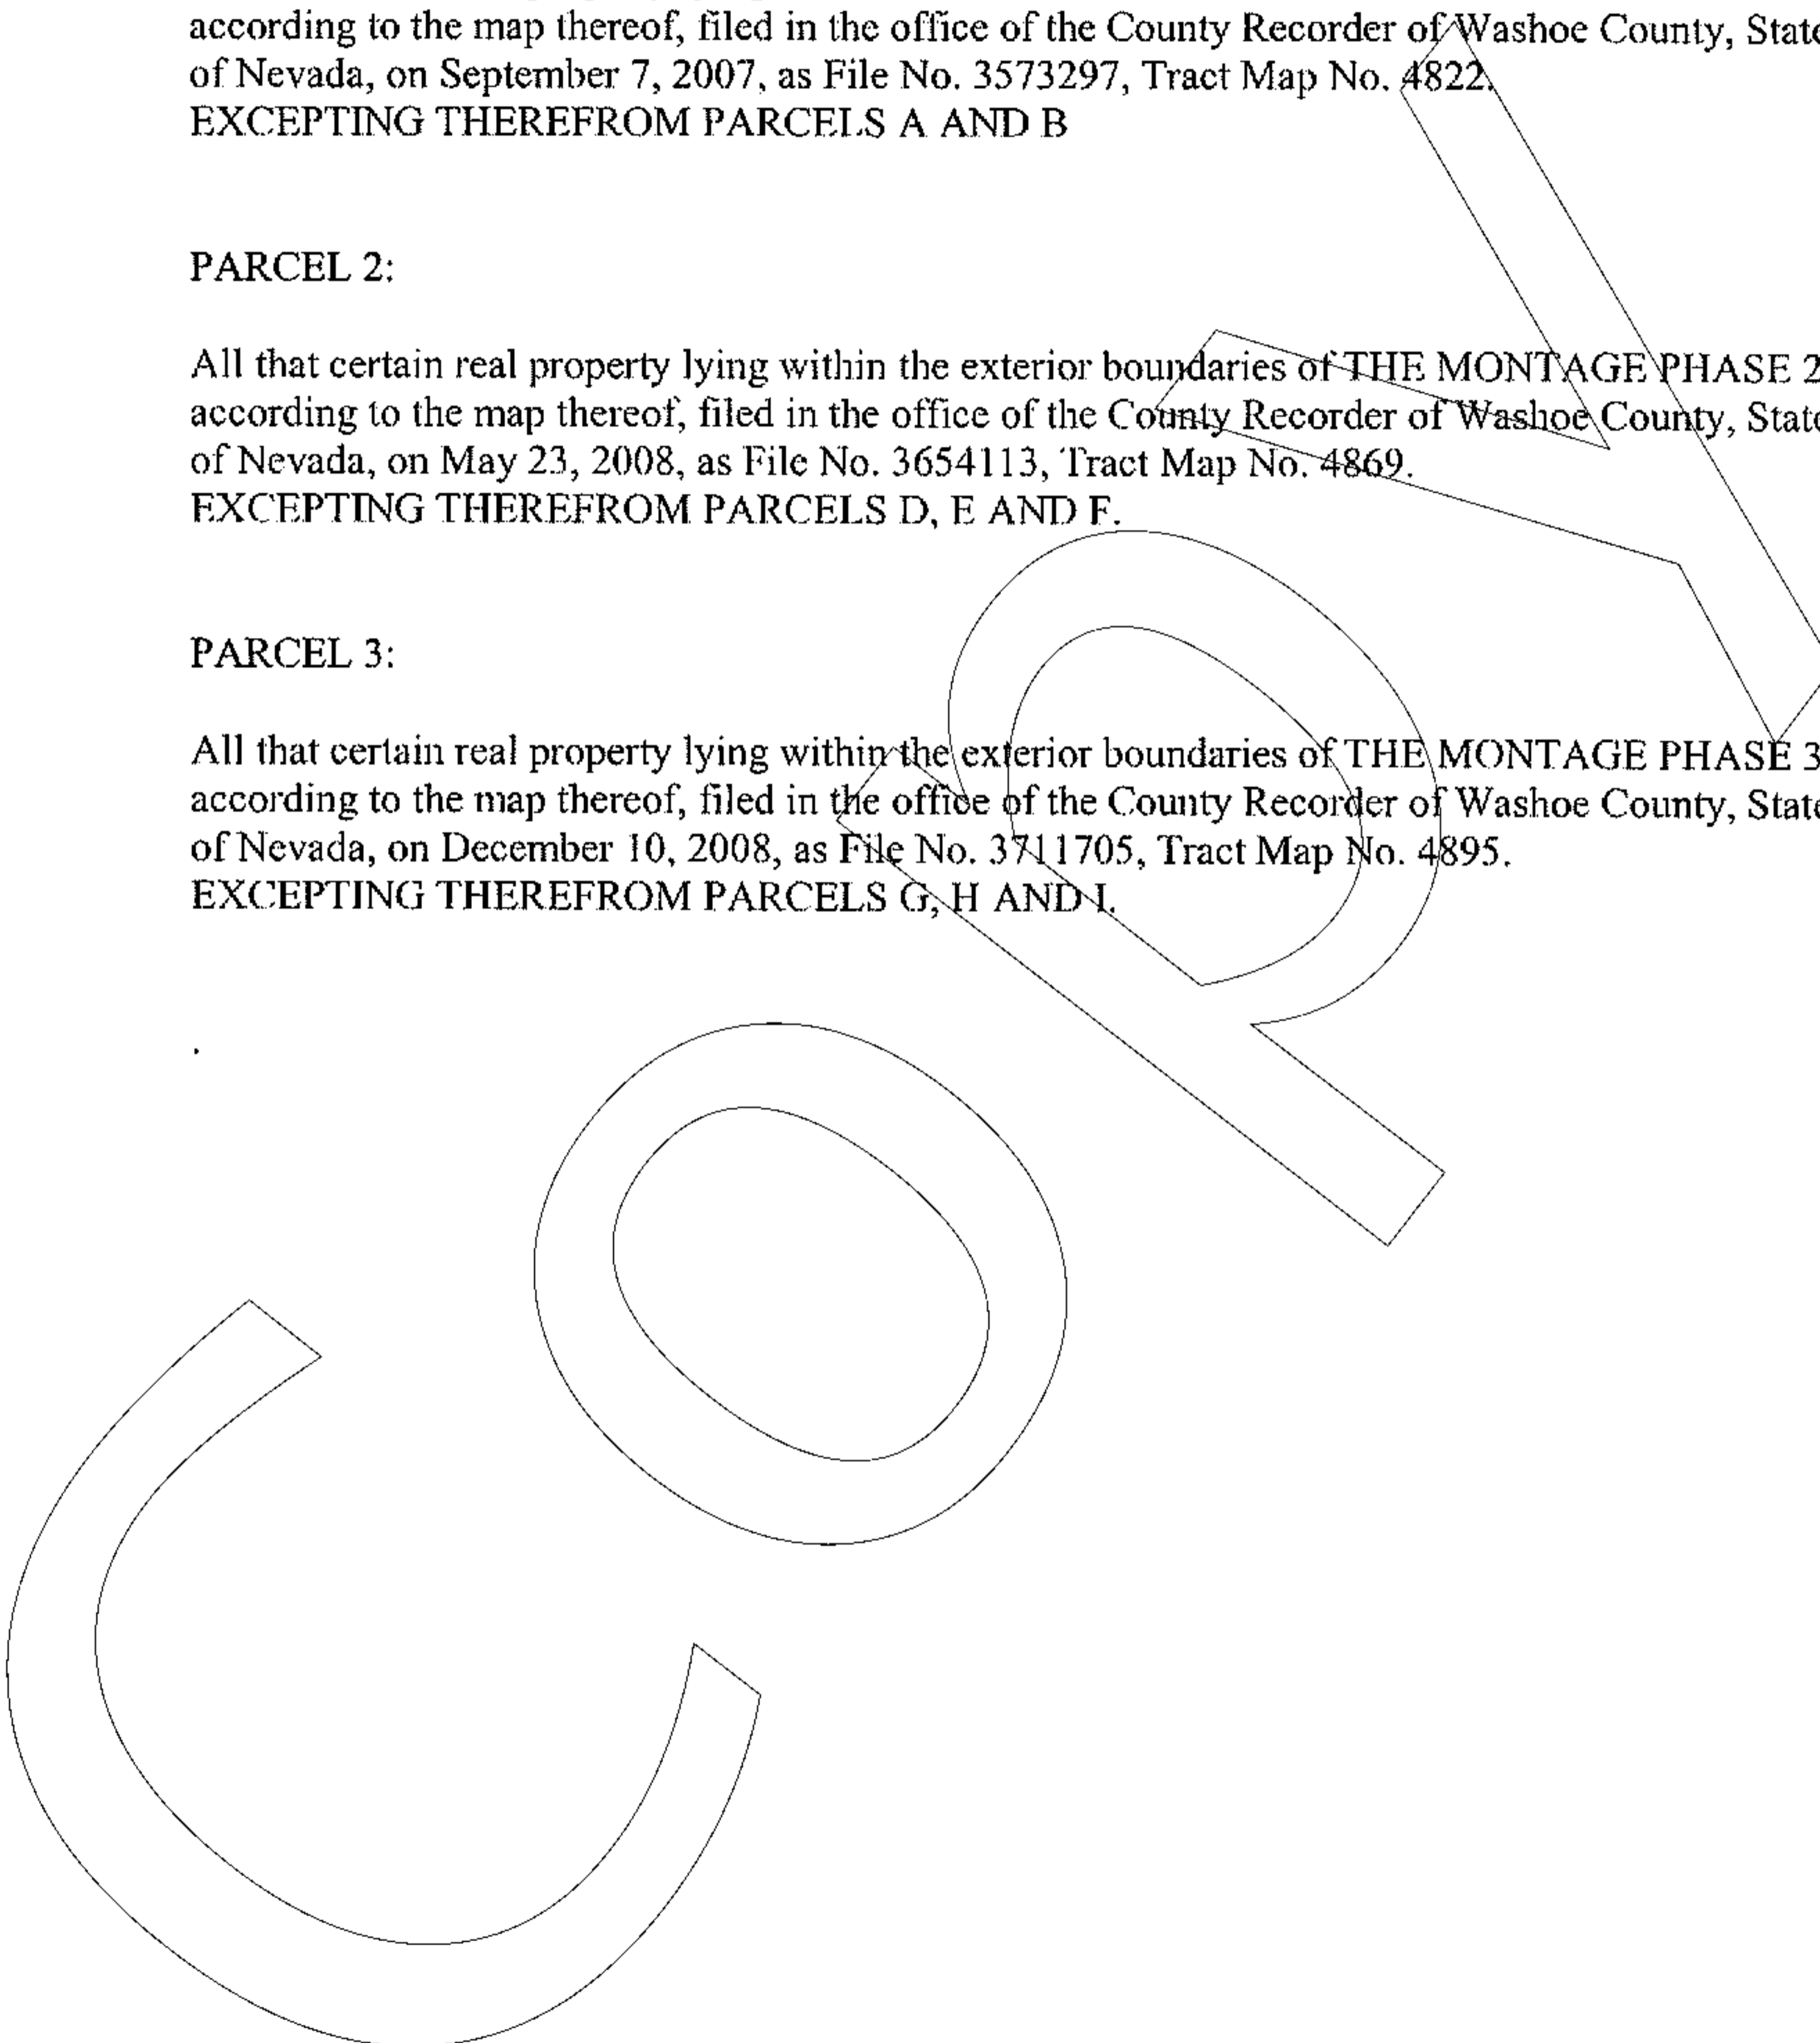 according to the map thereof, filed in the office of the County Recorder of Washoe County, State
of Nevada, on September 7, 2007, as File No. 3573297, Tract Map No. 4822.
EXCEPTING THEREFROM PARCELS A AND B
PARCEL 2:
All that certain real property lying within the exterior boundaries of THE MONTAGE PHASE 2
according to the map thereof, filed in the office of the County Recorder of Washoe County, State
of Nevada, on May 23, 2008, as File No. 3654113, Tract Map No. 4869.
EXCEPTING THEREFROM PARCELS D, E AND F.
PARCEL 3:
All that certain real property lying within the exterior boundaries of THE MONTAGE PHASE 3
according to the map thereof, filed in the office of the County Recorder of Washoe County, State
of Nevada, on December 10, 2008, as File No. 3711705, Tract Map No. 4895.
EXCEPTING THEREFROM PARCELS G, H AND I.
.
COPY